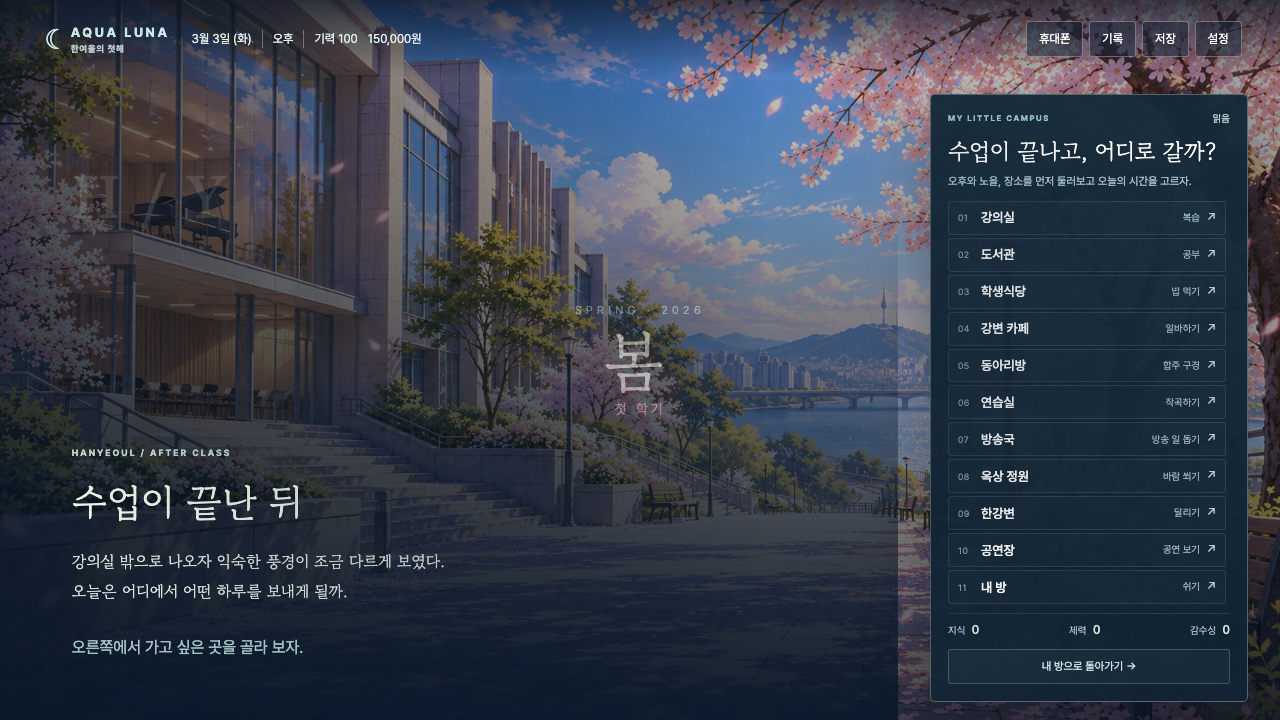 AQUA LUNA
한여울의 첫해
3월 3일 (화) 오후 기력 100 150,000원
휴대폰 기록 저장 설정
H / Y
SPRING 2026
봄
첫 학기
HANYEOUL / AFTER CLASS
수업이 끝난 뒤
강의실 밖으로 나오자 익숙한 풍경이 조금 다르게 보였다.
오늘은 어디에서 어떤 하루를 보내게 될까.
오른쪽에서 가고 싶은 곳을 골라 보자.
MY LITTLE CAMPUS 맑음
수업이 끝나고, 어디로 갈까?
오후와 노을, 장소를 먼저 둘러보고 오늘의 시간을 고르자.
01 강의실 복습 ↗
02 도서관 공부 ↗
03 학생식당 밥 먹기 ↗
04 강변 카페 알바하기 ↗
05 동아리방 합주 구경 ↗
06 연습실 작곡하기 ↗
07 방송국 방송 일 돕기 ↗
08 옥상 정원 바람 쐬기 ↗
09 한강변 달리기 ↗
10 공연장 공연 보기 ↗
11 내 방 쉬기 ↗
지식 0 체력 0 감수성 0
내 방으로 돌아가기 →